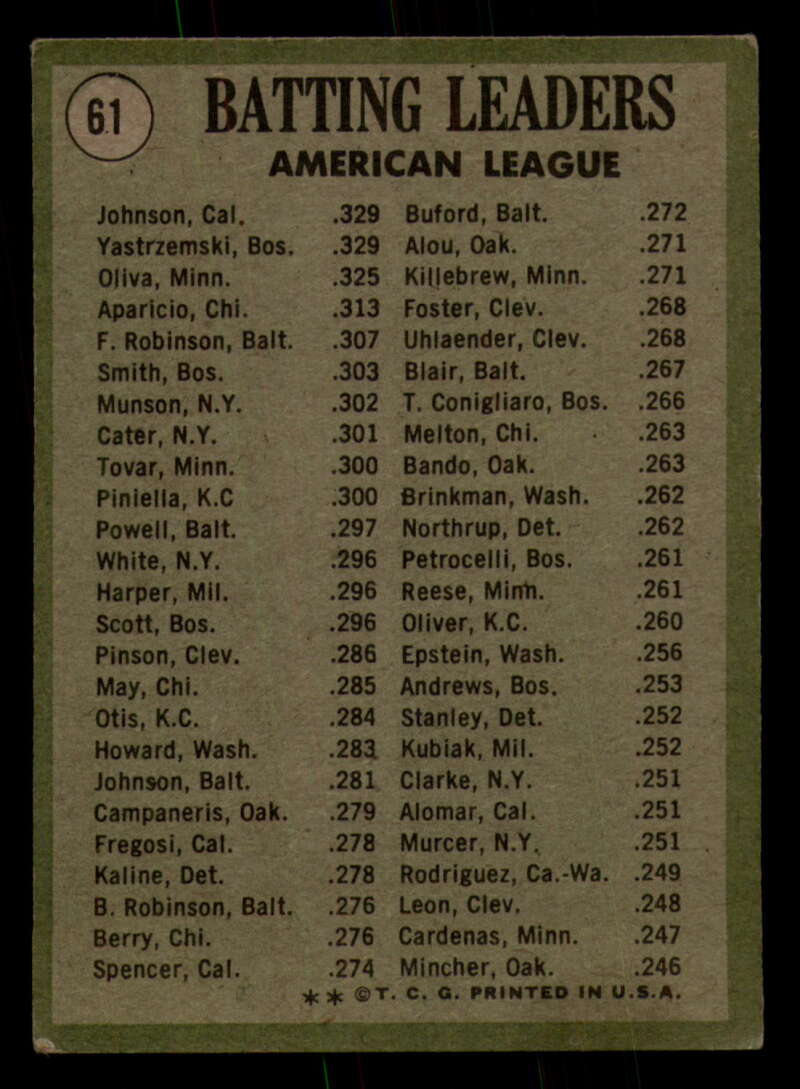 61
BATTING LEADERS
AMERICAN LEAGUE
Johnson, Cal. .329
Yastrzemski, Bos. .329
Oliva, Minn. .325
Aparicio, Chi. .313
F. Robinson, Balt. .307
Smith, Bos. .303
Munson, N.Y. .302
Cater, N.Y. .301
Tovar, Minn. .300
Piniella, K.C .300
Powell, Balt. .297
White, N.Y. .296
Harper, Mil. .296
Scott, Bos. .296
Pinson, Clev. .286
May, Chi. .285
Otis, K.C. .284
Howard, Wash. .283
Johnson, Balt. .281
Campaneris, Oak. .279
Fregosi, Cal. .278
Kaline, Det. .278
B. Robinson, Balt. .276
Berry, Chi. .276
Spencer, Cal. .274
Buford, Balt. .272
Alou, Oak. .271
Killebrew, Minn. .271
Foster, Clev. .268
Uhlaender, Clev. .268
Blair, Balt. .267
T. Conigliaro, Bos. .266
Melton, Chi. .263
Bando, Oak. .263
Brinkman, Wash. .262
Northrup, Det. .262
Petrocelli, Bos. .261
Reese, Minn. .261
Oliver, K.C. .260
Epstein, Wash. .256
Andrews, Bos. .253
Stanley, Det. .252
Kubiak, Mil. .252
Clarke, N.Y. .251
Alomar, Cal. .251
Murcer, N.Y. .251
Rodriguez, Ca.-Wa. .249
Leon, Clev. .248
Cardenas, Minn. .247
Mincher, Oak. .246
** ©T. C. G. PRINTED IN U.S.A.